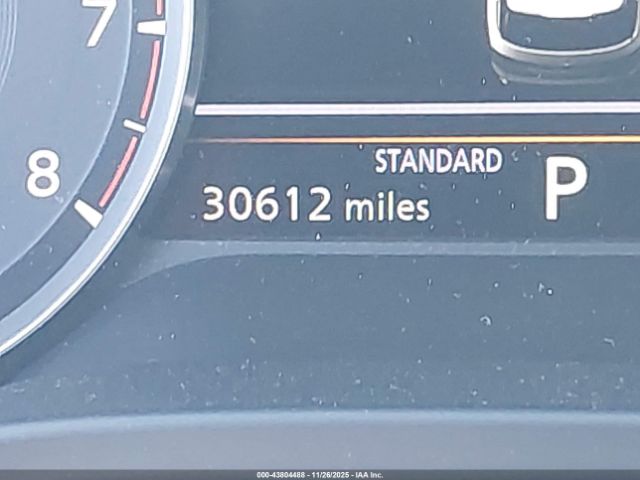 7
8
STANDARD
30612 miles
P
000-43804488 - 11/26/2025 - IAA Inc.